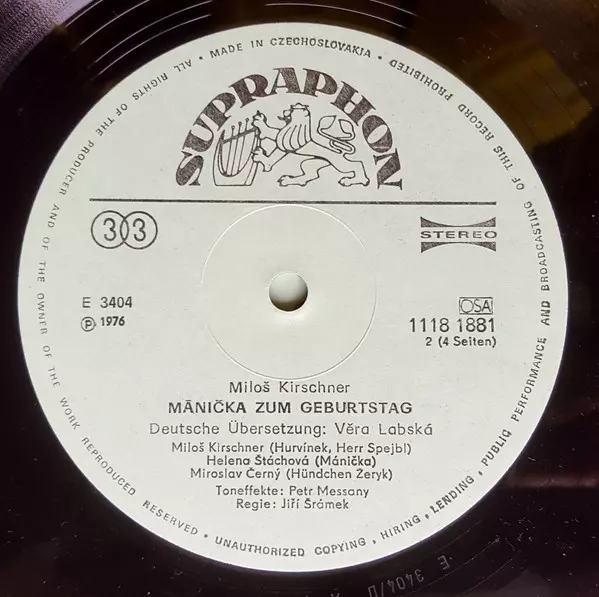 ALL RIGHTS OF THE PRODUCER AND OF THE OWNER OF THE WORK REPRODUCED RESERVED • UNAUTHORIZED COPYING, HIRING, LENDING, PUBLIC PERFORMANCE AND BROADCASTING OF THIS RECORD PROHIBITED • MADE IN CZECHOSLOVAKIA •
SUPRAPHON
33
STEREO
E 3404
Ⓟ 1976
OSA
1118 1881
2 (4 Seiten)
Miloš Kirschner
MÁNIČKA ZUM GEBURTSTAG
Deutsche Übersetzung: Věra Labská
Miloš Kirschner (Hurvínek, Herr Spejbl)
Helena Štáchová (Mánička)
Miroslav Černý (Hündchen Žeryk)
Toneffekte: Petr Messany
Regie: Jiří Šrámek
E 3404/D